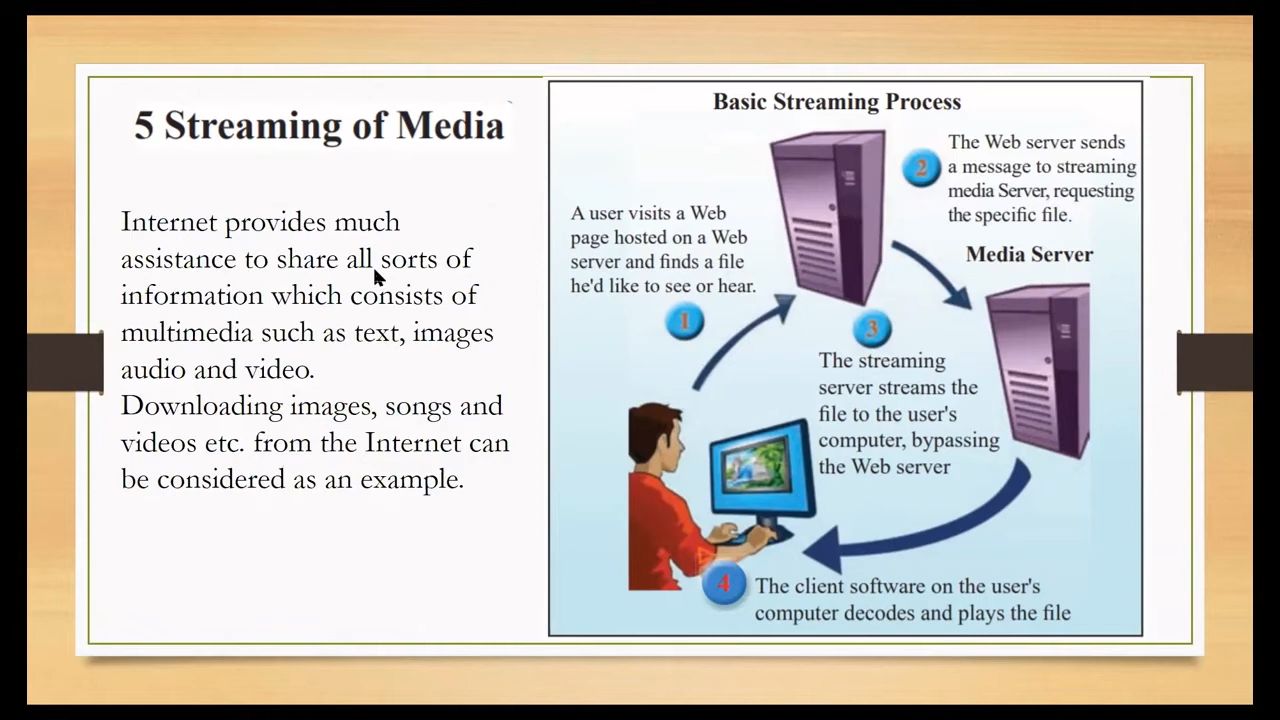 5 Streaming of Media
Internet provides much
assistance to share all sorts of
information which consists of
multimedia such as text, images
audio and video.
Downloading images, songs and
videos etc. from the Internet can
be considered as an example.
Basic Streaming Process
A user visits a Web
page hosted on a Web
server and finds a file
he'd like to see or hear.
1
2
The Web server sends
a message to streaming
media Server, requesting
the specific file.
Media Server
3
The streaming
server streams the
file to the user's
computer, bypassing
the Web server
4
The client software on the user's
computer decodes and plays the file